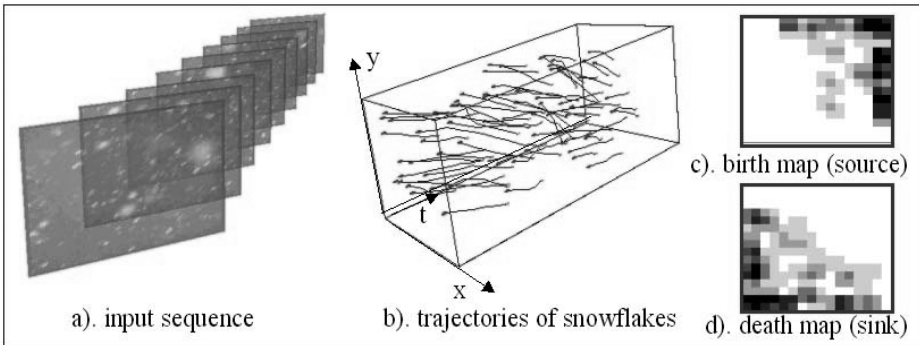 y
t
x
a). input sequence
b). trajectories of snowflakes
c). birth map (source)
d). death map (sink)